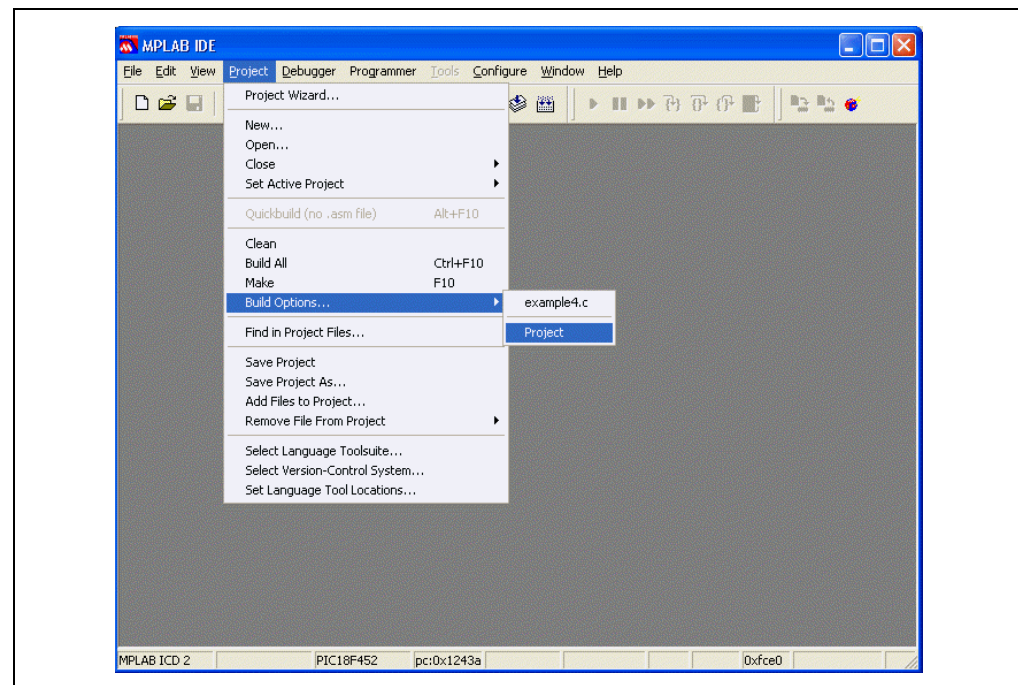 MPLAB IDE
File Edit View Project Debugger Programmer Tools Configure Window Help
Project Wizard...
New...
Open...
Close
Set Active Project
Quickbuild (no .asm file) Alt+F10
Clean
Build All Ctrl+F10
Make F10
Build Options... example4.c
Find in Project Files... Project
Save Project
Save Project As...
Add Files to Project...
Remove File From Project
Select Language Toolsuite...
Select Version-Control System...
Set Language Tool Locations...
MPLAB ICD 2 PIC18F452 pc:0x1243a 0xfce0